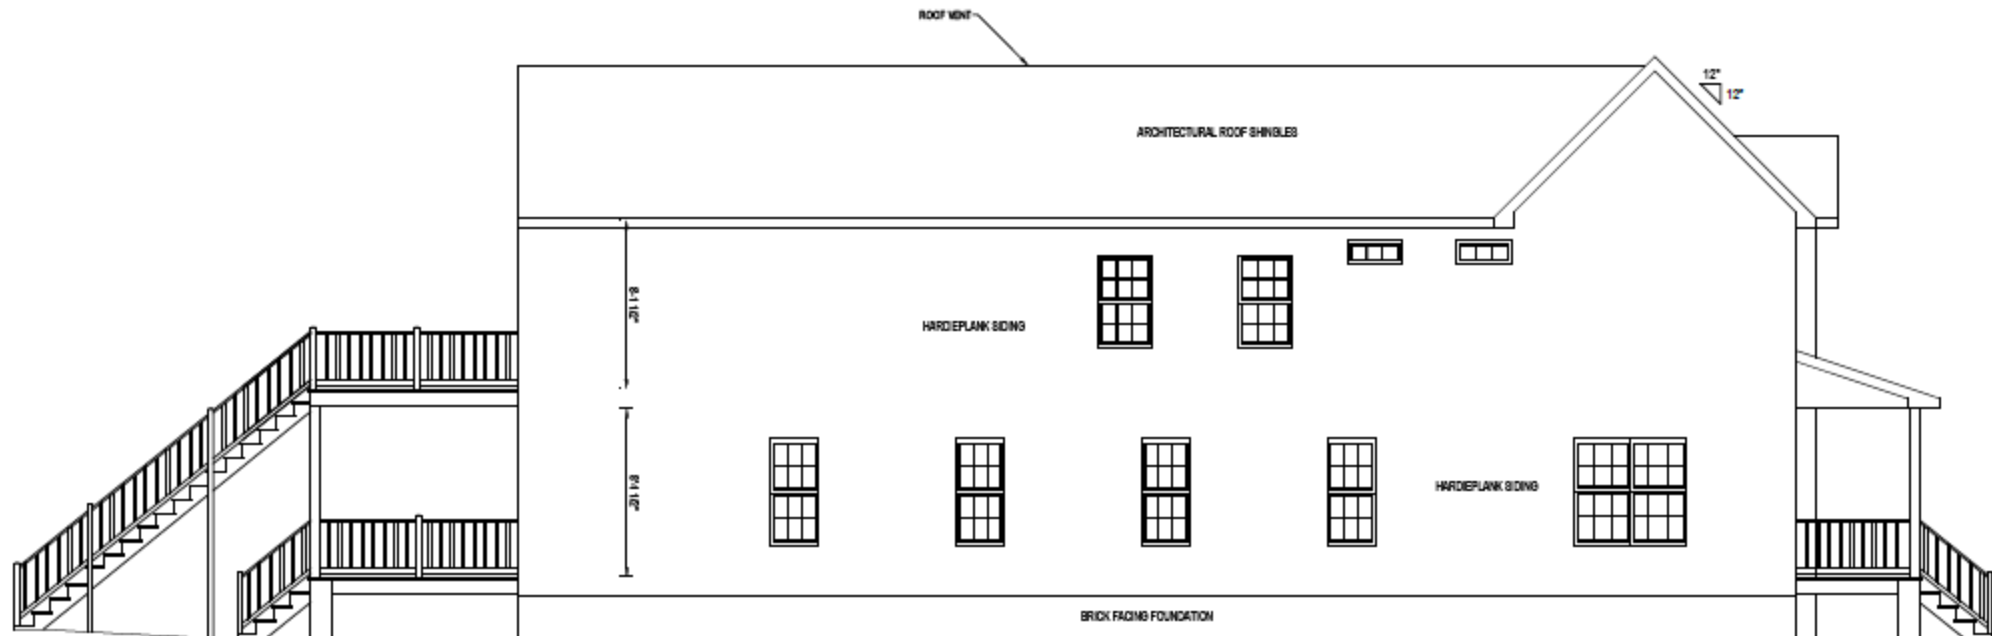 ROOF VENT
12"
12"
ARCHITECTURAL ROOF SHINGLES
HARDIEPLANK SIDING
HARDIEPLANK SIDING
BRICK FACING FOUNDATION